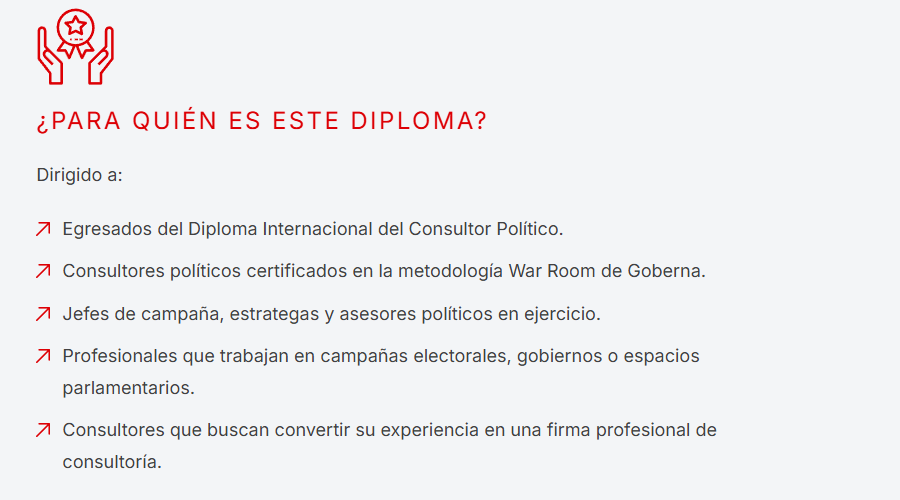 ¿PARA QUIÉN ES ESTE DIPLOMA?
Dirigido a:
Egresados del Diploma Internacional del Consultor Político.
Consultores políticos certificados en la metodología War Room de Goberna.
Jefes de campaña, estrategas y asesores políticos en ejercicio.
Profesionales que trabajan en campañas electorales, gobiernos o espacios
parlamentarios.
Consultores que buscan convertir su experiencia en una firma profesional de
consultoría.